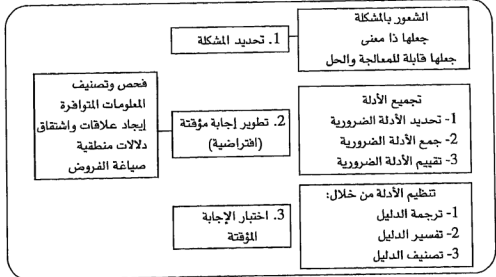 الشعور بالمشكلة
جعلها ذا معنى
جعلها قابلة للمعالجة والحل
1. تحديد المشكلة
فحص وتصنيف
المعلومات المتوافرة
إيجاد علاقات واشتقاق
دلالات منطقية
صياغة الفروض
2. تطوير إجابة مؤقتة
(افتراضية)
تجميع الأدلة
1- تحديد الأدلة الضرورية
2- جمع الأدلة الضرورية
3- تقييم الأدلة الضرورية
3. اختبار الإجابة
المؤقتة
تنظيم الأدلة من خلال:
1- ترجمة الدليل
2- تفسير الدليل
3- تصنيف الدليل